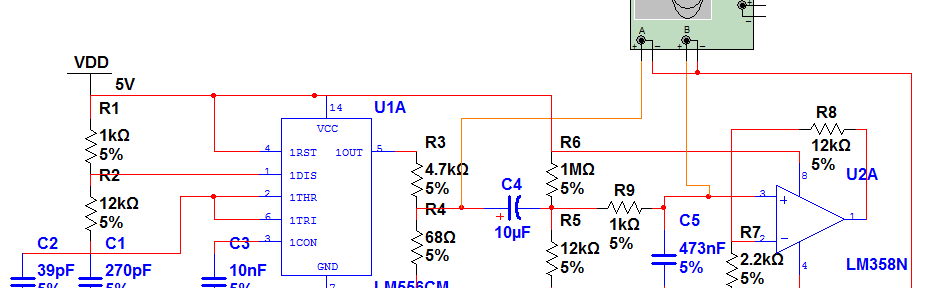 A
B
VDD
5V
R1
1kΩ
5%
R2
12kΩ
5%
C2
39pF
5%
C1
270pF
5%
C3
10nF
5%
U1A
14
VCC
4
1RST
1OUT
5
1
1DIS
2
1THR
6
1TRI
3
1CON
GND
7
LM556CM
R3
4.7kΩ
5%
R4
68Ω
5%
C4
+
10µF
R6
1MΩ
5%
R5
12kΩ
5%
R9
1kΩ
5%
C5
473nF
5%
R8
12kΩ
5%
U2A
8
3
1
2
4
R7
2.2kΩ
5%
LM358N